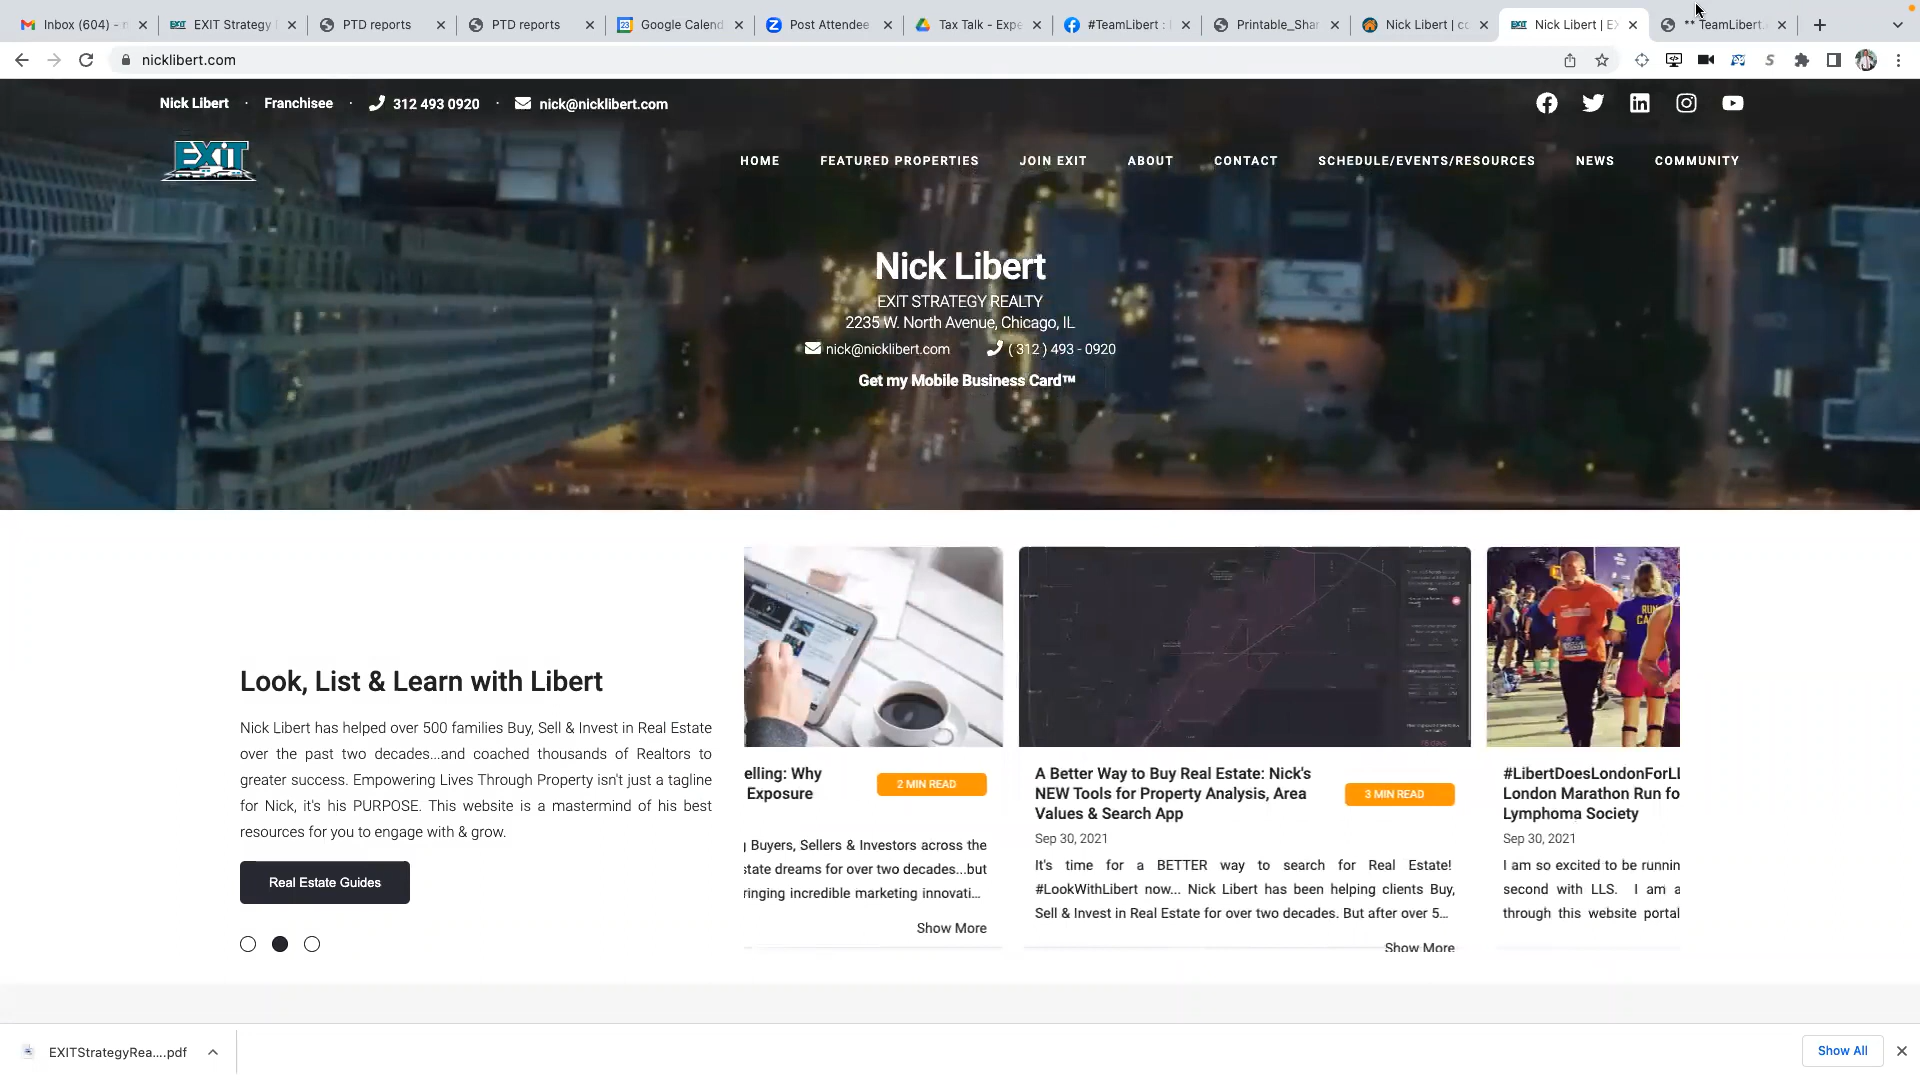 Inbox (604) - n
EXIT Strategy
PTD reports
PTD reports
Google Calend
Post Attendee
Tax Talk - Expe
#TeamLibert :
Printable_Shar
Nick Libert | co
Nick Libert | EX
** TeamLibert.
nicklibert.com
Nick Libert · Franchisee · 312 493 0920 · nick@nicklibert.com
EXIT
HOME FEATURED PROPERTIES JOIN EXIT ABOUT CONTACT SCHEDULE/EVENTS/RESOURCES NEWS COMMUNITY
Nick Libert
EXIT STRATEGY REALTY
2235 W. North Avenue, Chicago, IL
nick@nicklibert.com ( 312 ) 493 - 0920
Get my Mobile Business Card™
Look, List & Learn with Libert
Nick Libert has helped over 500 families Buy, Sell & Invest in Real Estate
over the past two decades...and coached thousands of Realtors to
greater success. Empowering Lives Through Property isn't just a tagline
for Nick, it's his PURPOSE. This website is a mastermind of his best
resources for you to engage with & grow.
Real Estate Guides
elling: Why
Exposure
2 MIN READ
Buyers, Sellers & Investors across the
state dreams for over two decades...but
ringing incredible marketing innovati...
Show More
A Better Way to Buy Real Estate: Nick's
NEW Tools for Property Analysis, Area
Values & Search App
3 MIN READ
Sep 30, 2021
It's time for a BETTER way to search for Real Estate!
#LookWithLibert now... Nick Libert has been helping clients Buy,
Sell & Invest in Real Estate for over two decades. But after over 5...
Show More
#LibertDoesLondonForLL
London Marathon Run fo
Lymphoma Society
Sep 30, 2021
I am so excited to be runnin
second with LLS. I am a
through this website portal
EXITStrategyRea....pdf
Show All